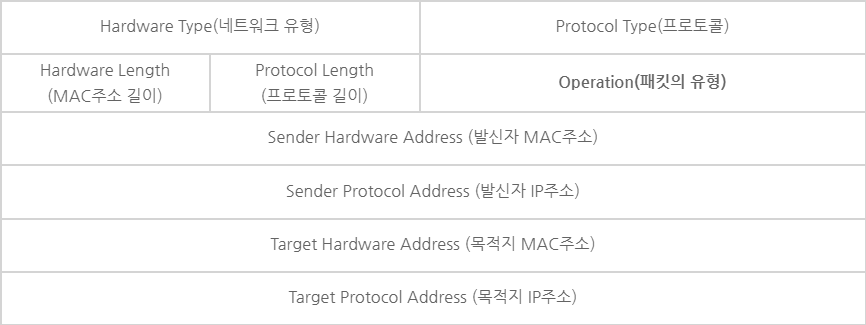 Hardware Type(네트워크 유형)
Protocol Type(프로토콜)
Hardware Length
(MAC주소 길이)
Protocol Length
(프로토콜 길이)
Operation(패킷의 유형)
Sender Hardware Address (발신자 MAC주소)
Sender Protocol Address (발신자 IP주소)
Target Hardware Address (목적지 MAC주소)
Target Protocol Address (목적지 IP주소)